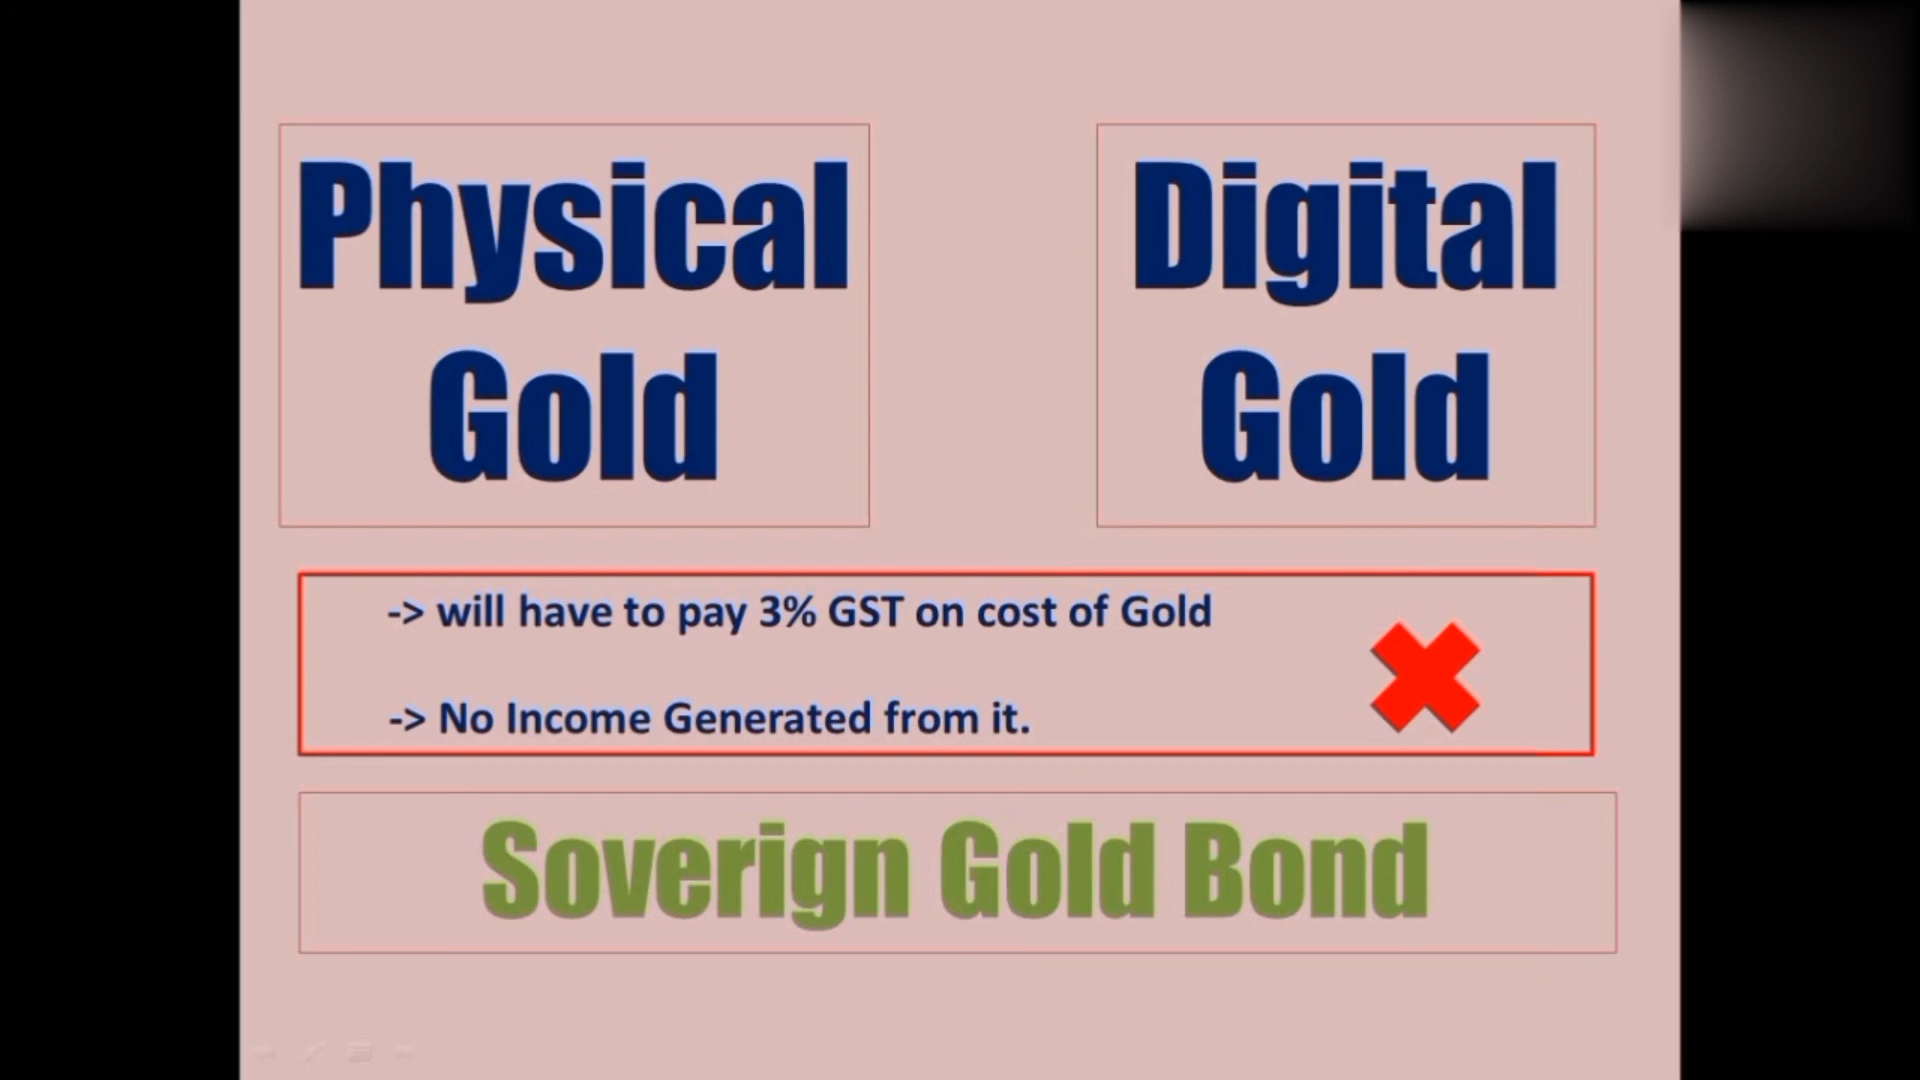 Physical
Gold
Digital
Gold
-> will have to pay 3% GST on cost of Gold
-> No Income Generated from it.
Soverign Gold Bond